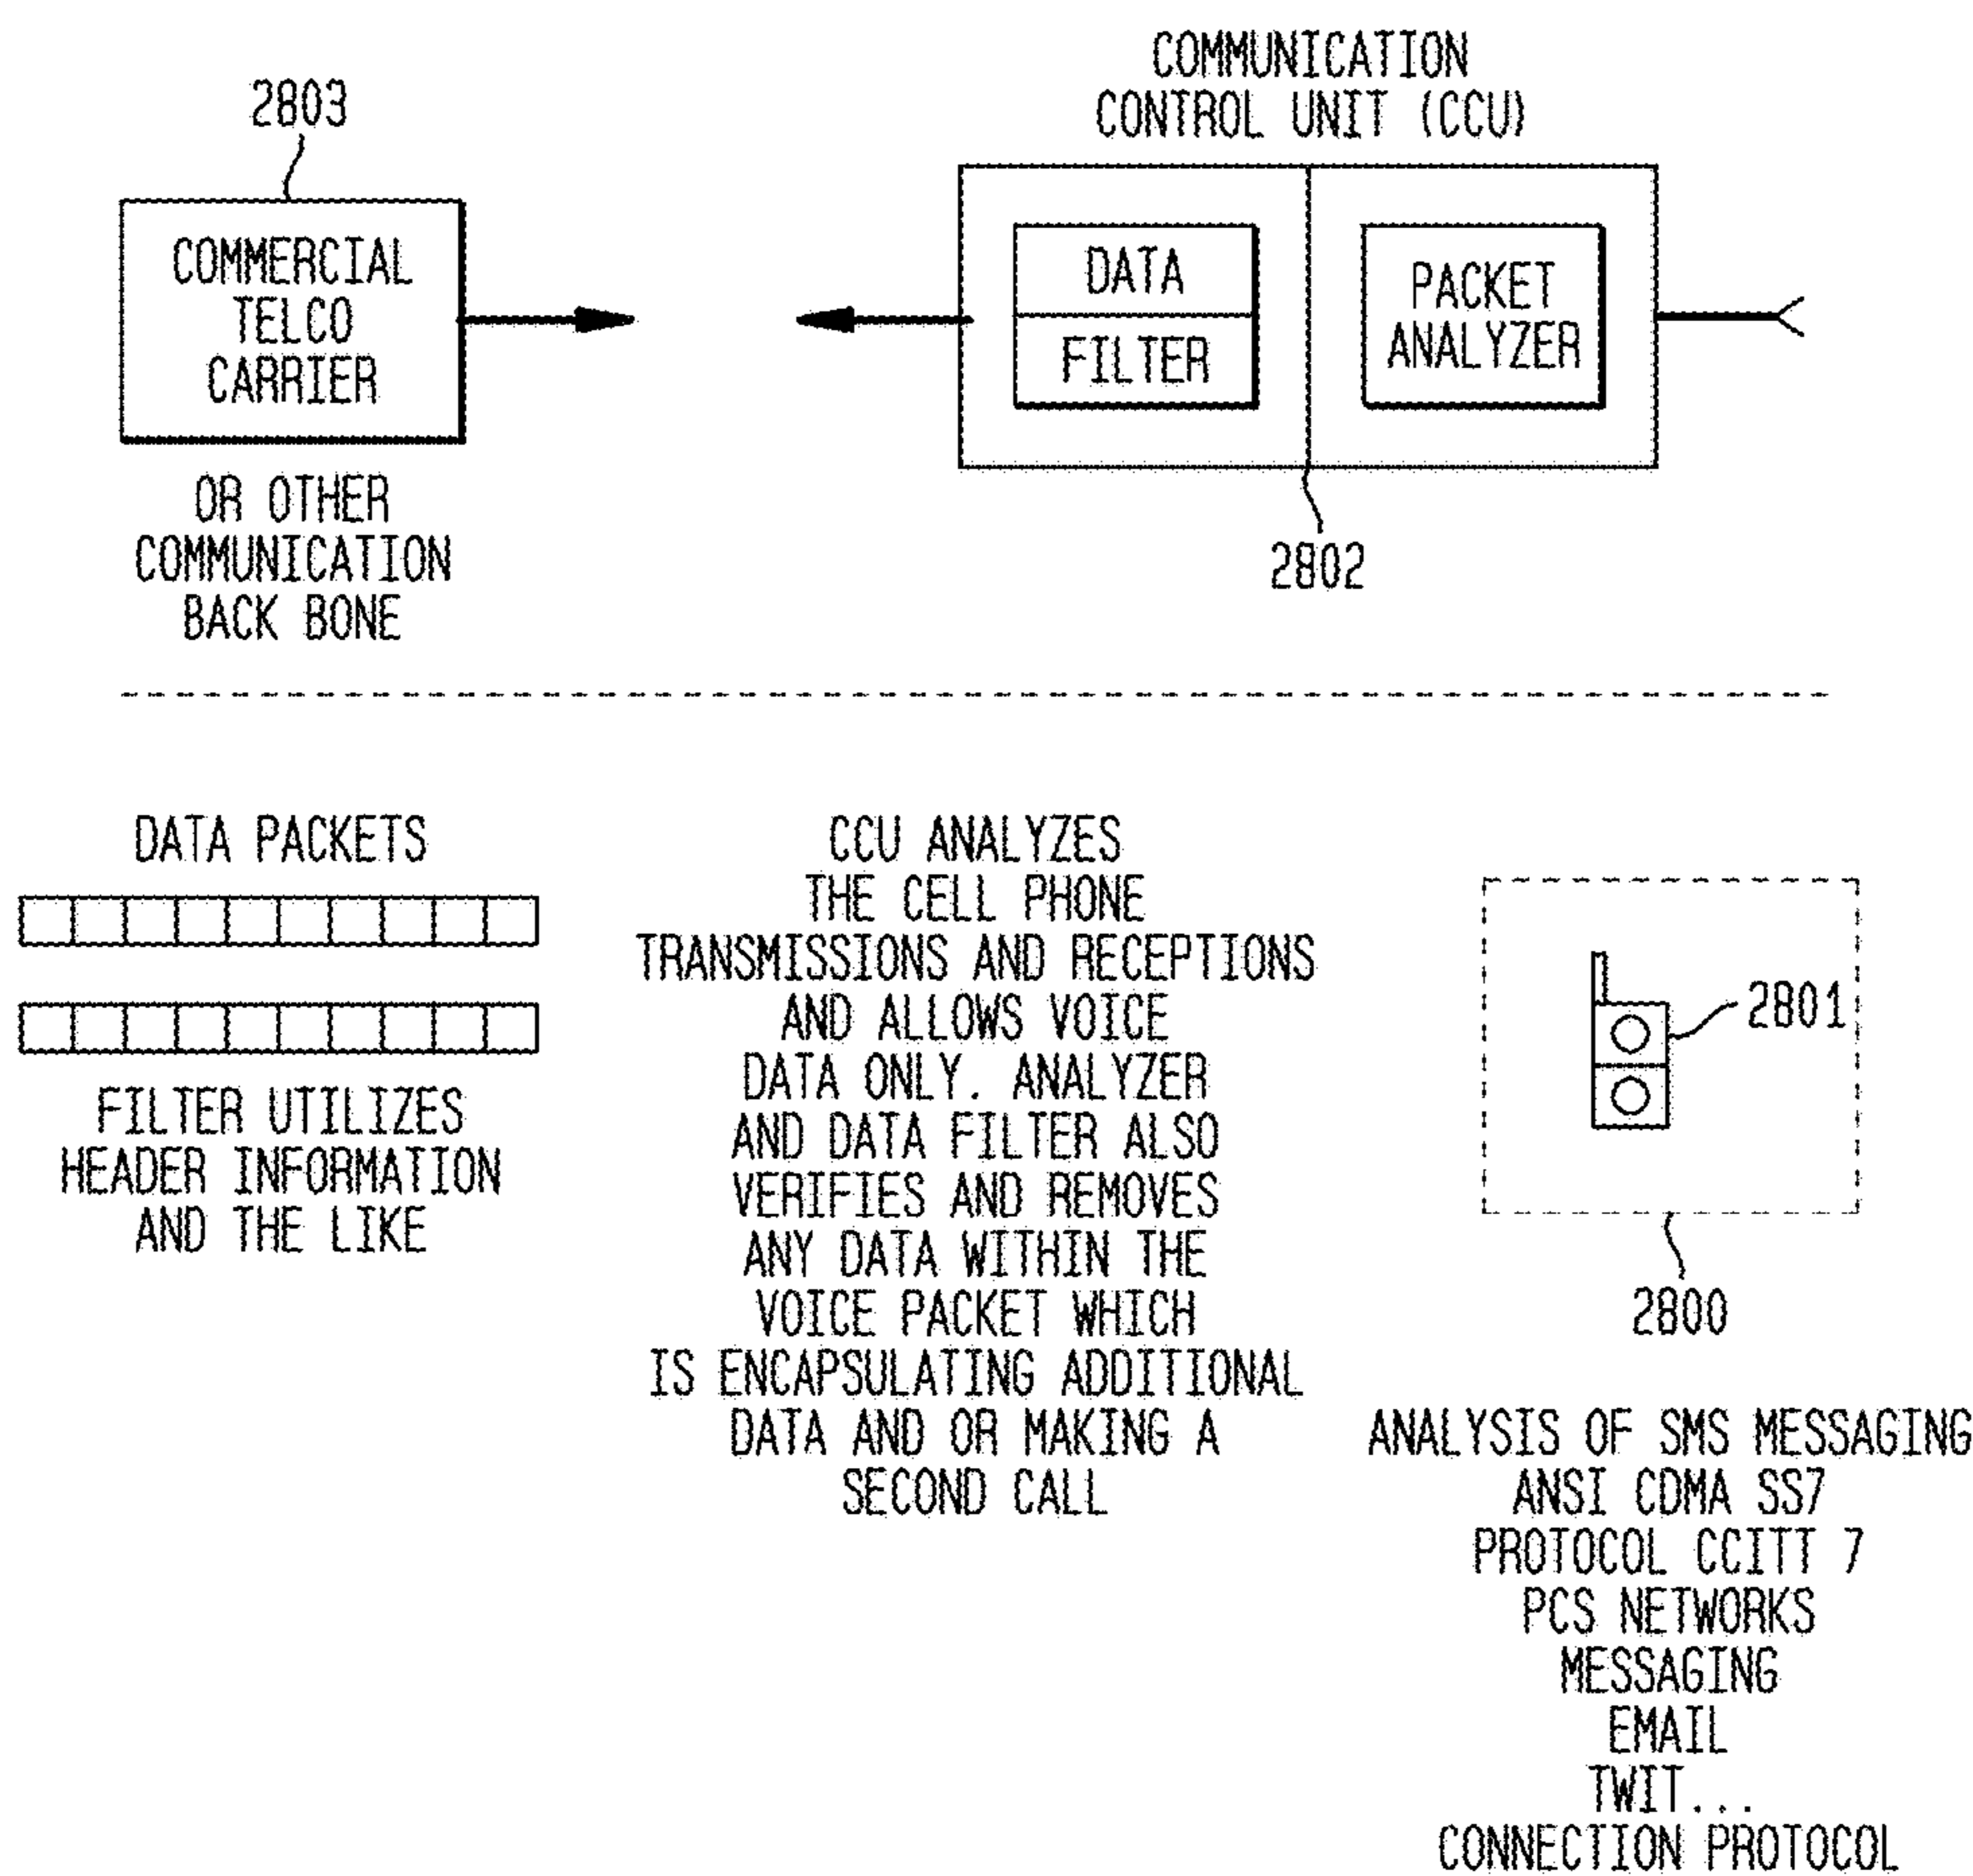 2803
COMMERCIAL
TELCO
CARRIER
OR OTHER
COMMUNICATION
BACK BONE
COMMUNICATION
CONTROL UNIT (CCU)
DATA
FILTER
PACKET
ANALYZER
2802
DATA PACKETS
FILTER UTILIZES
HEADER INFORMATION
AND THE LIKE
CCU ANALYZES
THE CELL PHONE
TRANSMISSIONS AND RECEPTIONS
AND ALLOWS VOICE
DATA ONLY. ANALYZER
AND DATA FILTER ALSO
VERIFIES AND REMOVES
ANY DATA WITHIN THE
VOICE PACKET WHICH
IS ENCAPSULATING ADDITIONAL
DATA AND OR MAKING A
SECOND CALL
2801
2800
ANALYSIS OF SMS MESSAGING
ANSI CDMA SS7
PROTOCOL CCITT 7
PCS NETWORKS
MESSAGING
EMAIL
TWIT...
CONNECTION PROTOCOL